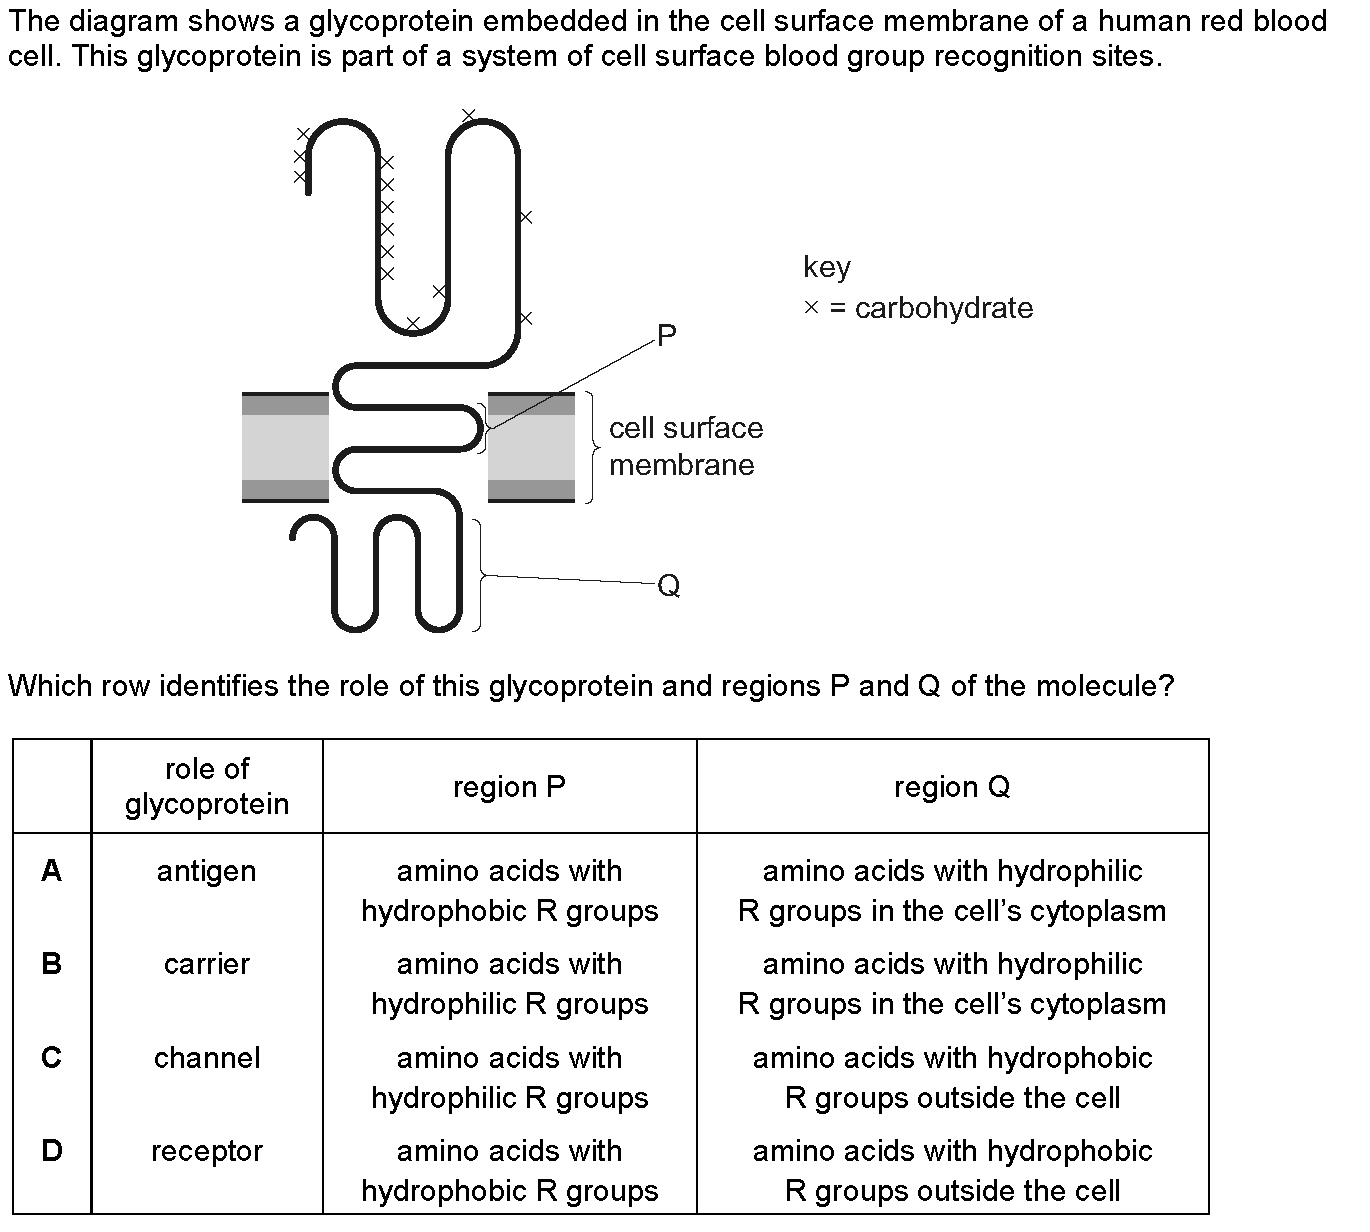 The diagram shows a glycoprotein embedded in the cell surface membrane of a human red blood
cell. This glycoprotein is part of a system of cell surface blood group recognition sites.
key
× = carbohydrate
P
cell surface
membrane
Q
Which row identifies the role of this glycoprotein and regions P and Q of the molecule?
role of
glycoprotein
region P
region Q
A
antigen
amino acids with
hydrophobic R groups
amino acids with hydrophilic
R groups in the cell's cytoplasm
B
carrier
amino acids with
hydrophilic R groups
amino acids with hydrophilic
R groups in the cell's cytoplasm
C
channel
amino acids with
hydrophilic R groups
amino acids with hydrophobic
R groups outside the cell
D
receptor
amino acids with
hydrophobic R groups
amino acids with hydrophobic
R groups outside the cell